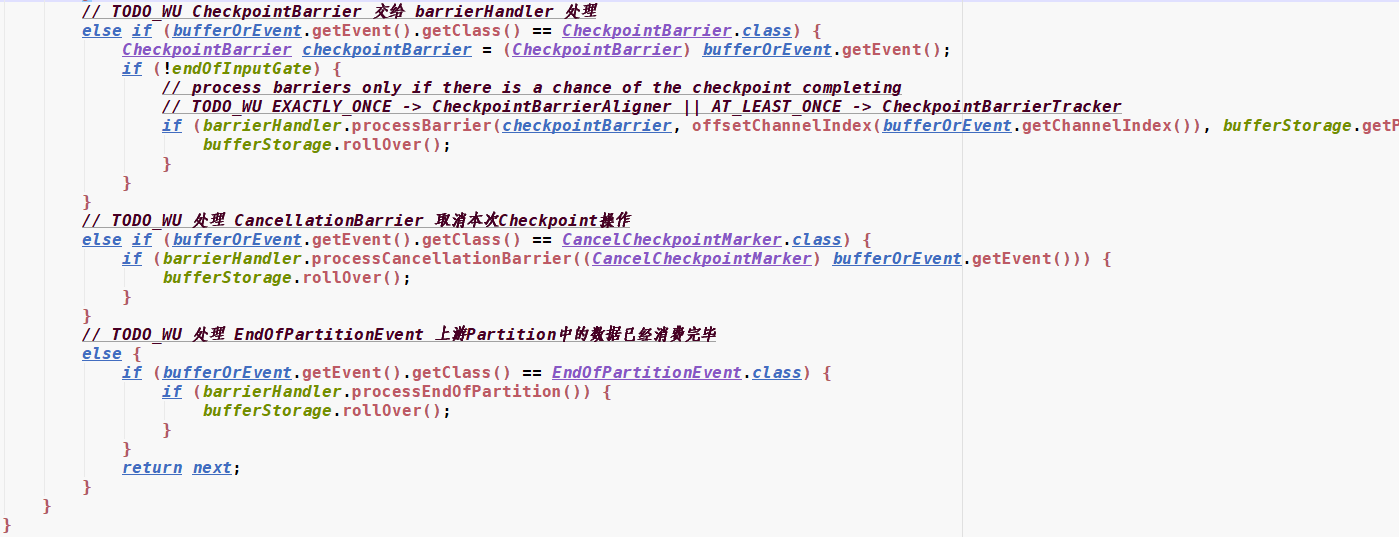 // TODO_WU CheckpointBarrier 交给 barrierHandler 处理
else if (bufferOrEvent.getEvent().getClass() == CheckpointBarrier.class) {
CheckpointBarrier checkpointBarrier = (CheckpointBarrier) bufferOrEvent.getEvent();
if (!endOfInputGate) {
// process barriers only if there is a chance of the checkpoint completing
// TODO_WU EXACTLY_ONCE -> CheckpointBarrierAligner || AT_LEAST_ONCE -> CheckpointBarrierTracker
if (barrierHandler.processBarrier(checkpointBarrier, offsetChannelIndex(bufferOrEvent.getChannelIndex()), bufferStorage.getP
bufferStorage.rollOver();
}
}
}
// TODO_WU 处理 CancellationBarrier 取消本次Checkpoint操作
else if (bufferOrEvent.getEvent().getClass() == CancelCheckpointMarker.class) {
if (barrierHandler.processCancellationBarrier((CancelCheckpointMarker) bufferOrEvent.getEvent())) {
bufferStorage.rollOver();
}
}
// TODO_WU 处理 EndOfPartitionEvent 上游Partition中的数据已经消费完毕
else {
if (bufferOrEvent.getEvent().getClass() == EndOfPartitionEvent.class) {
if (barrierHandler.processEndOfPartition()) {
bufferStorage.rollOver();
}
}
return next;
}
}
}